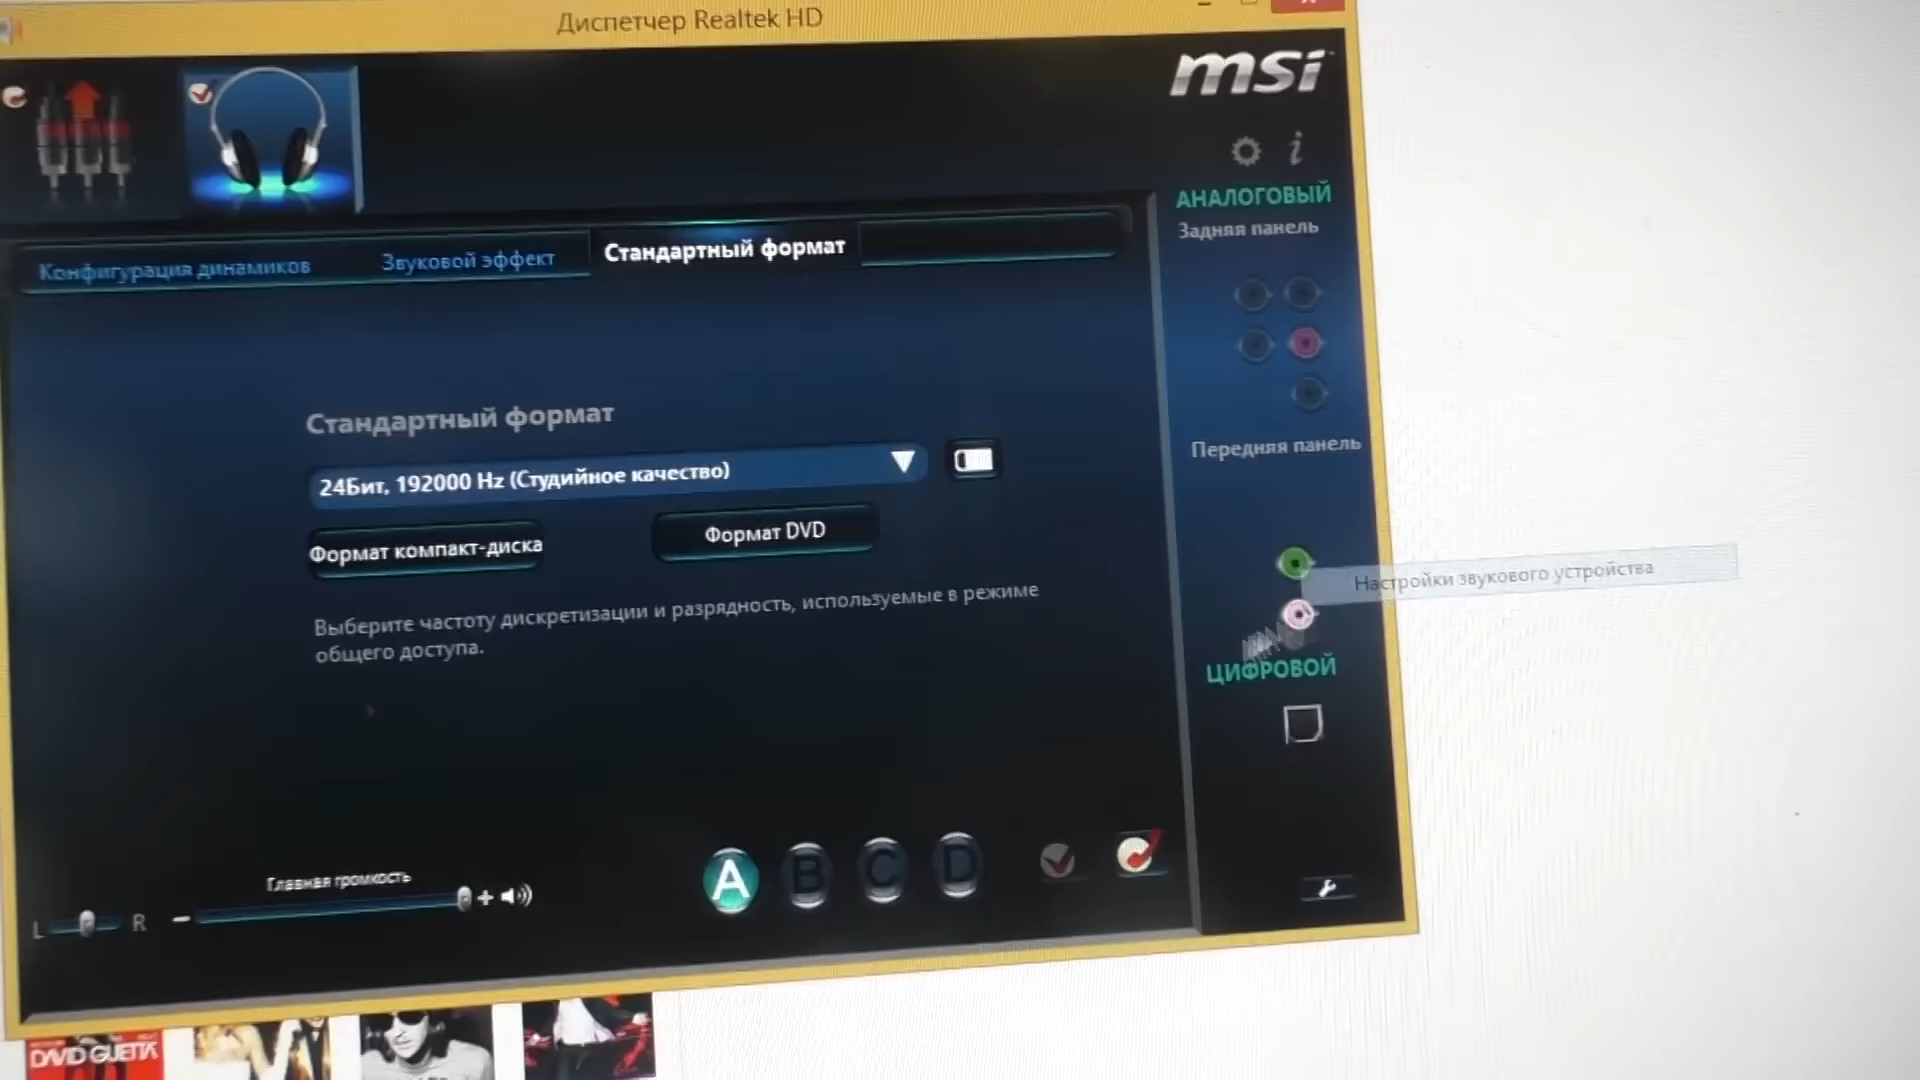 Диспетчер Realtek HD
msi
i
АНАЛОГОВЫЙ
Задняя панель
Конфигурация динамиков
Звуковой эффект
Стандартный формат
Стандартный формат
24Бит, 192000 Hz (Студийное качество)
Формат компакт-диска
Формат DVD
Выберите частоту дискретизации и разрядность, используемые в режиме
общего доступа.
Передняя панель
Настройки звукового устройства
ЦИФРОВОЙ
Главная громкость
L
R
A
B
C
D
DAVID GUETTA